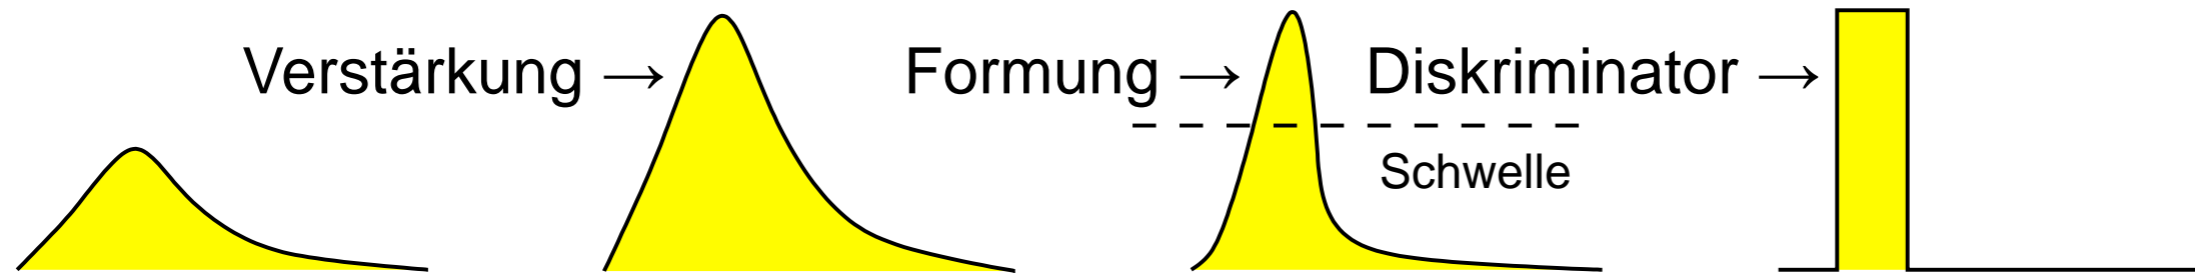 Verstärkung → Formung → Diskriminator →
Schwelle